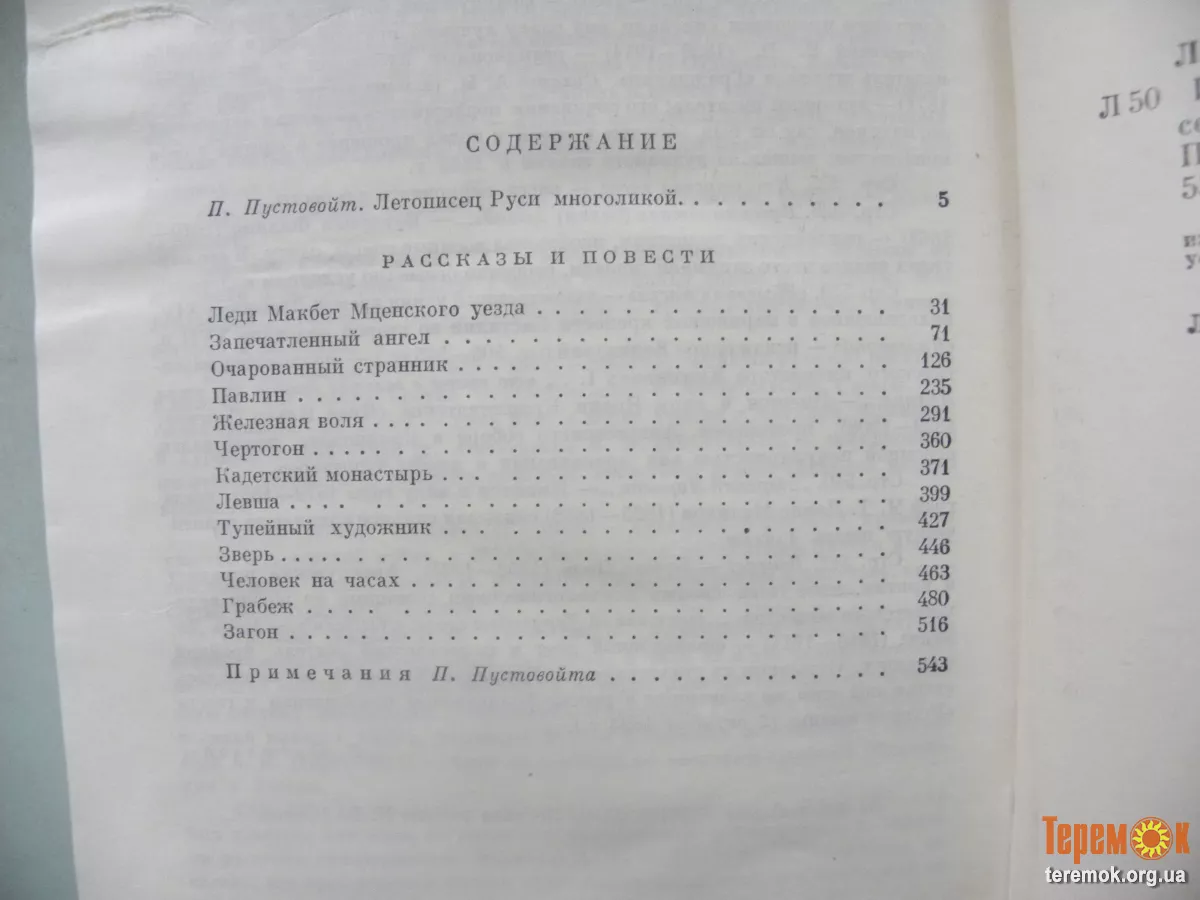 СОДЕРЖАНИЕ
П. Пустовойт. Летописец Руси многоликой. . . . . . . . . . . 5
РАССКАЗЫ И ПОВЕСТИ
Леди Макбет Мценского уезда . . . . . . . . . . . . . . . . 31
Запечатленный ангел . . . . . . . . . . . . . . . . . . . . 71
Очарованный странник . . . . . . . . . . . . . . . . . . . 126
Павлин . . . . . . . . . . . . . . . . . . . . . . . . . . 235
Железная воля . . . . . . . . . . . . . . . . . . . . . . . 291
Чертогон . . . . . . . . . . . . . . . . . . . . . . . . . 360
Кадетский монастырь . . . . . . . . . . . . . . . . . . . . 371
Левша . . . . . . . . . . . . . . . . . . . . . . . . . . . 399
Тупейный художник . . . . . . . . . . . . . . . . . . . . . 427
Зверь . . . . . . . . . . . . . . . . . . . . . . . . . . . 446
Человек на часах . . . . . . . . . . . . . . . . . . . . . 463
Грабеж . . . . . . . . . . . . . . . . . . . . . . . . . . 480
Загон . . . . . . . . . . . . . . . . . . . . . . . . . . . 516
Примечания П. Пустовойта . . . . . . . . . . . . . 543
Л 50
Теремок
teremok.org.ua